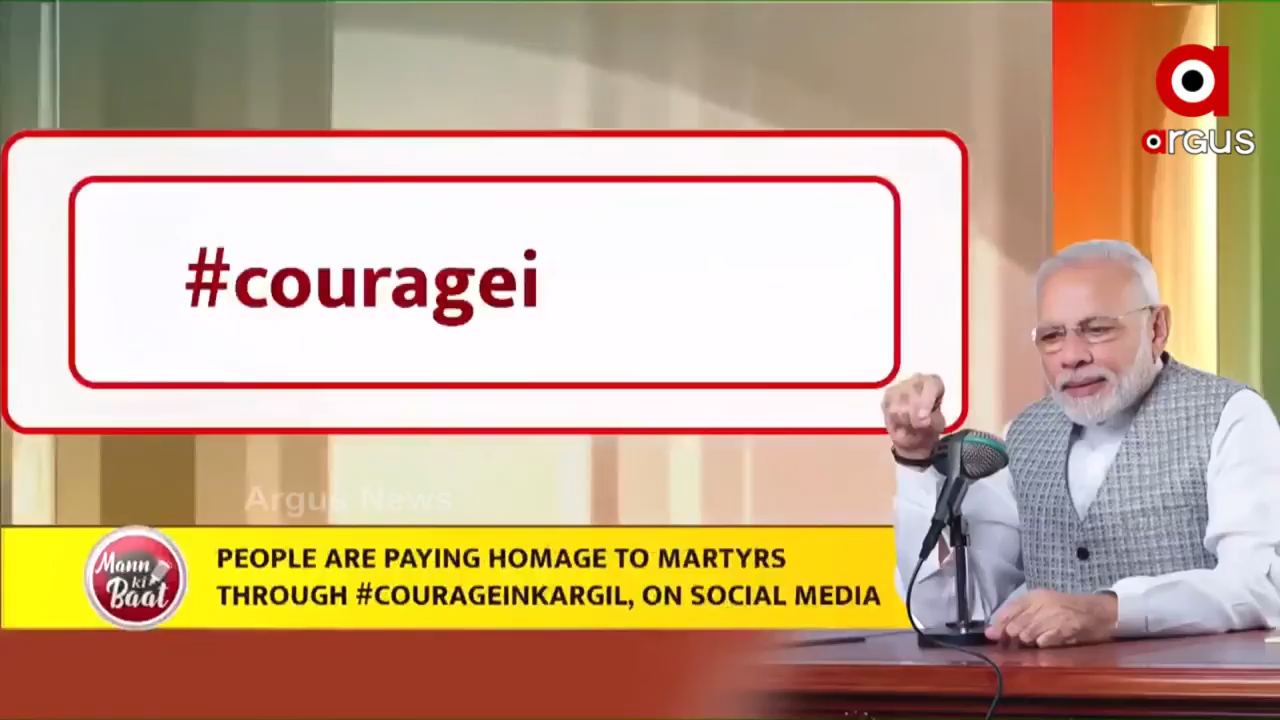 argus
#couragei
Argus News
PEOPLE ARE PAYING HOMAGE TO MARTYRS
THROUGH #COURAGEINKARGIL, ON SOCIAL MEDIA
Mann
ki
Baat